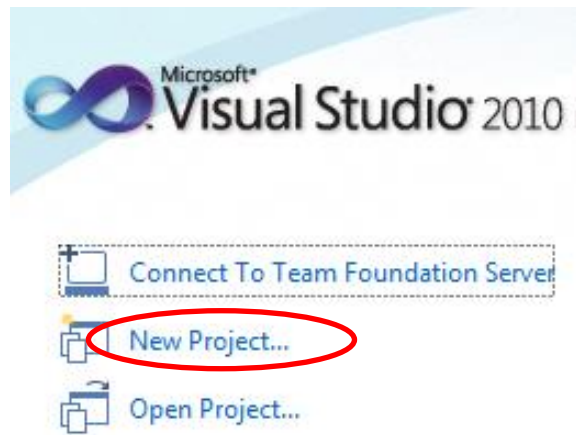 Microsoft®
Visual Studio® 2010
Connect To Team Foundation Server
New Project...
Open Project...